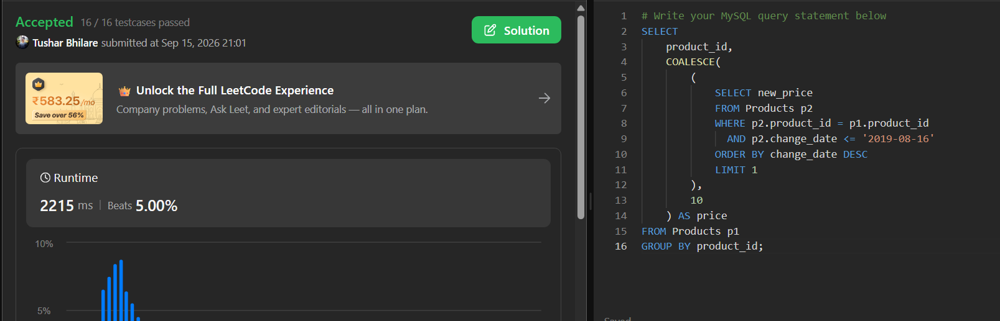 Accepted 16 / 16 testcases passed
Solution
Tushar Bhilare submitted at Sep 15, 2026 21:01
₹583.25/mo
Save over 56%
Unlock the Full LeetCode Experience
Company problems, Ask Leet, and expert editorials — all in one plan.
Runtime
2215 ms | Beats 5.00%
10%
5%
1 # Write your MySQL query statement below
2 SELECT
3 product_id,
4 COALESCE(
5 (
6 SELECT new_price
7 FROM Products p2
8 WHERE p2.product_id = p1.product_id
9 AND p2.change_date <= '2019-08-16'
10 ORDER BY change_date DESC
11 LIMIT 1
12 ),
13 10
14 ) AS price
15 FROM Products p1
16 GROUP BY product_id;
Saved